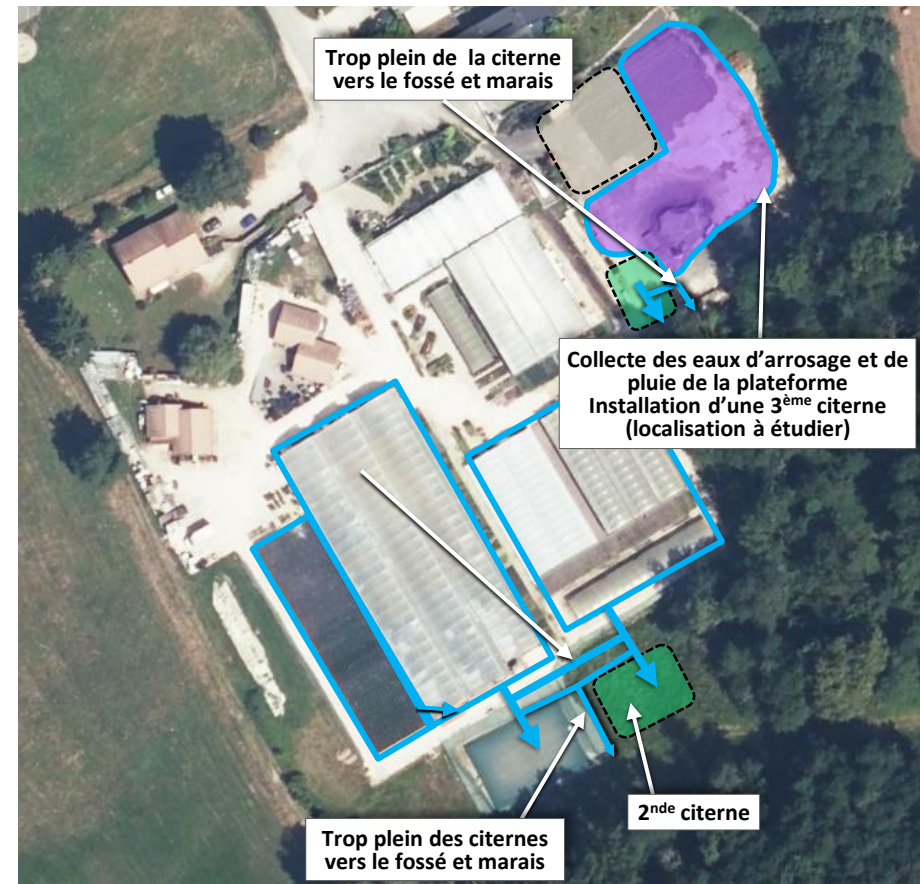 Trop plein de la citerne
vers le fossé et marais
Collecte des eaux d'arrosage et de
pluie de la plateforme
Installation d'une 3ème citerne
(localisation à étudier)
2nde citerne
Trop plein des citernes
vers le fossé et marais